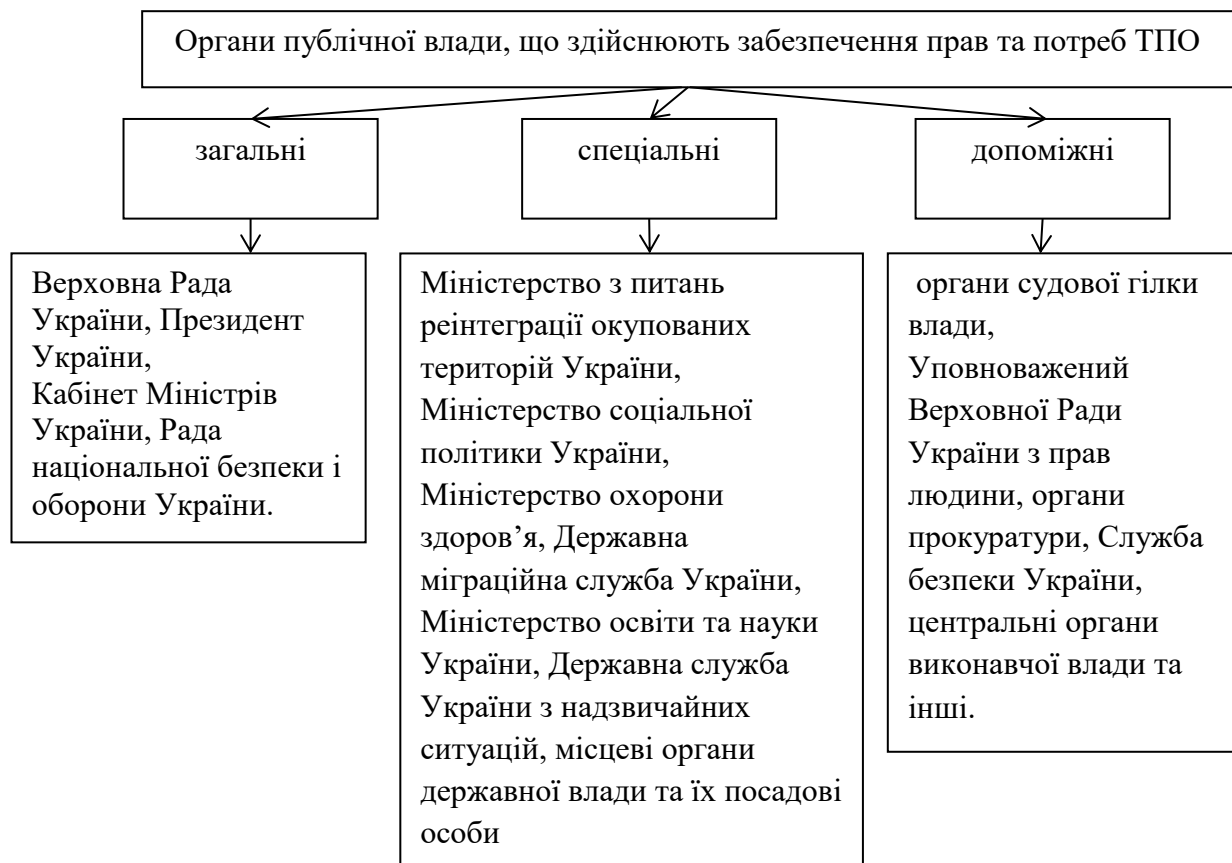 Органи публічної влади, що здійснюють забезпечення прав та потреб ТПО
загальні
спеціальні
допоміжні
Верховна Рада
України, Президент
України,
Кабінет Міністрів
України, Рада
національної безпеки і
оборони України.
Міністерство з питань
реінтеграції окупованих
територій України,
Міністерство соціальної
політики України,
Міністерство охорони
здоров’я, Державна
міграційна служба України,
Міністерство освіти та науки
України, Державна служба
України з надзвичайних
ситуацій, місцеві органи
державної влади та їх посадові
особи
органи судової гілки
влади,
Уповноважений
Верховної Ради
України з прав
людини, органи
прокуратури, Служба
безпеки України,
центральні органи
виконавчої влади та
інші.